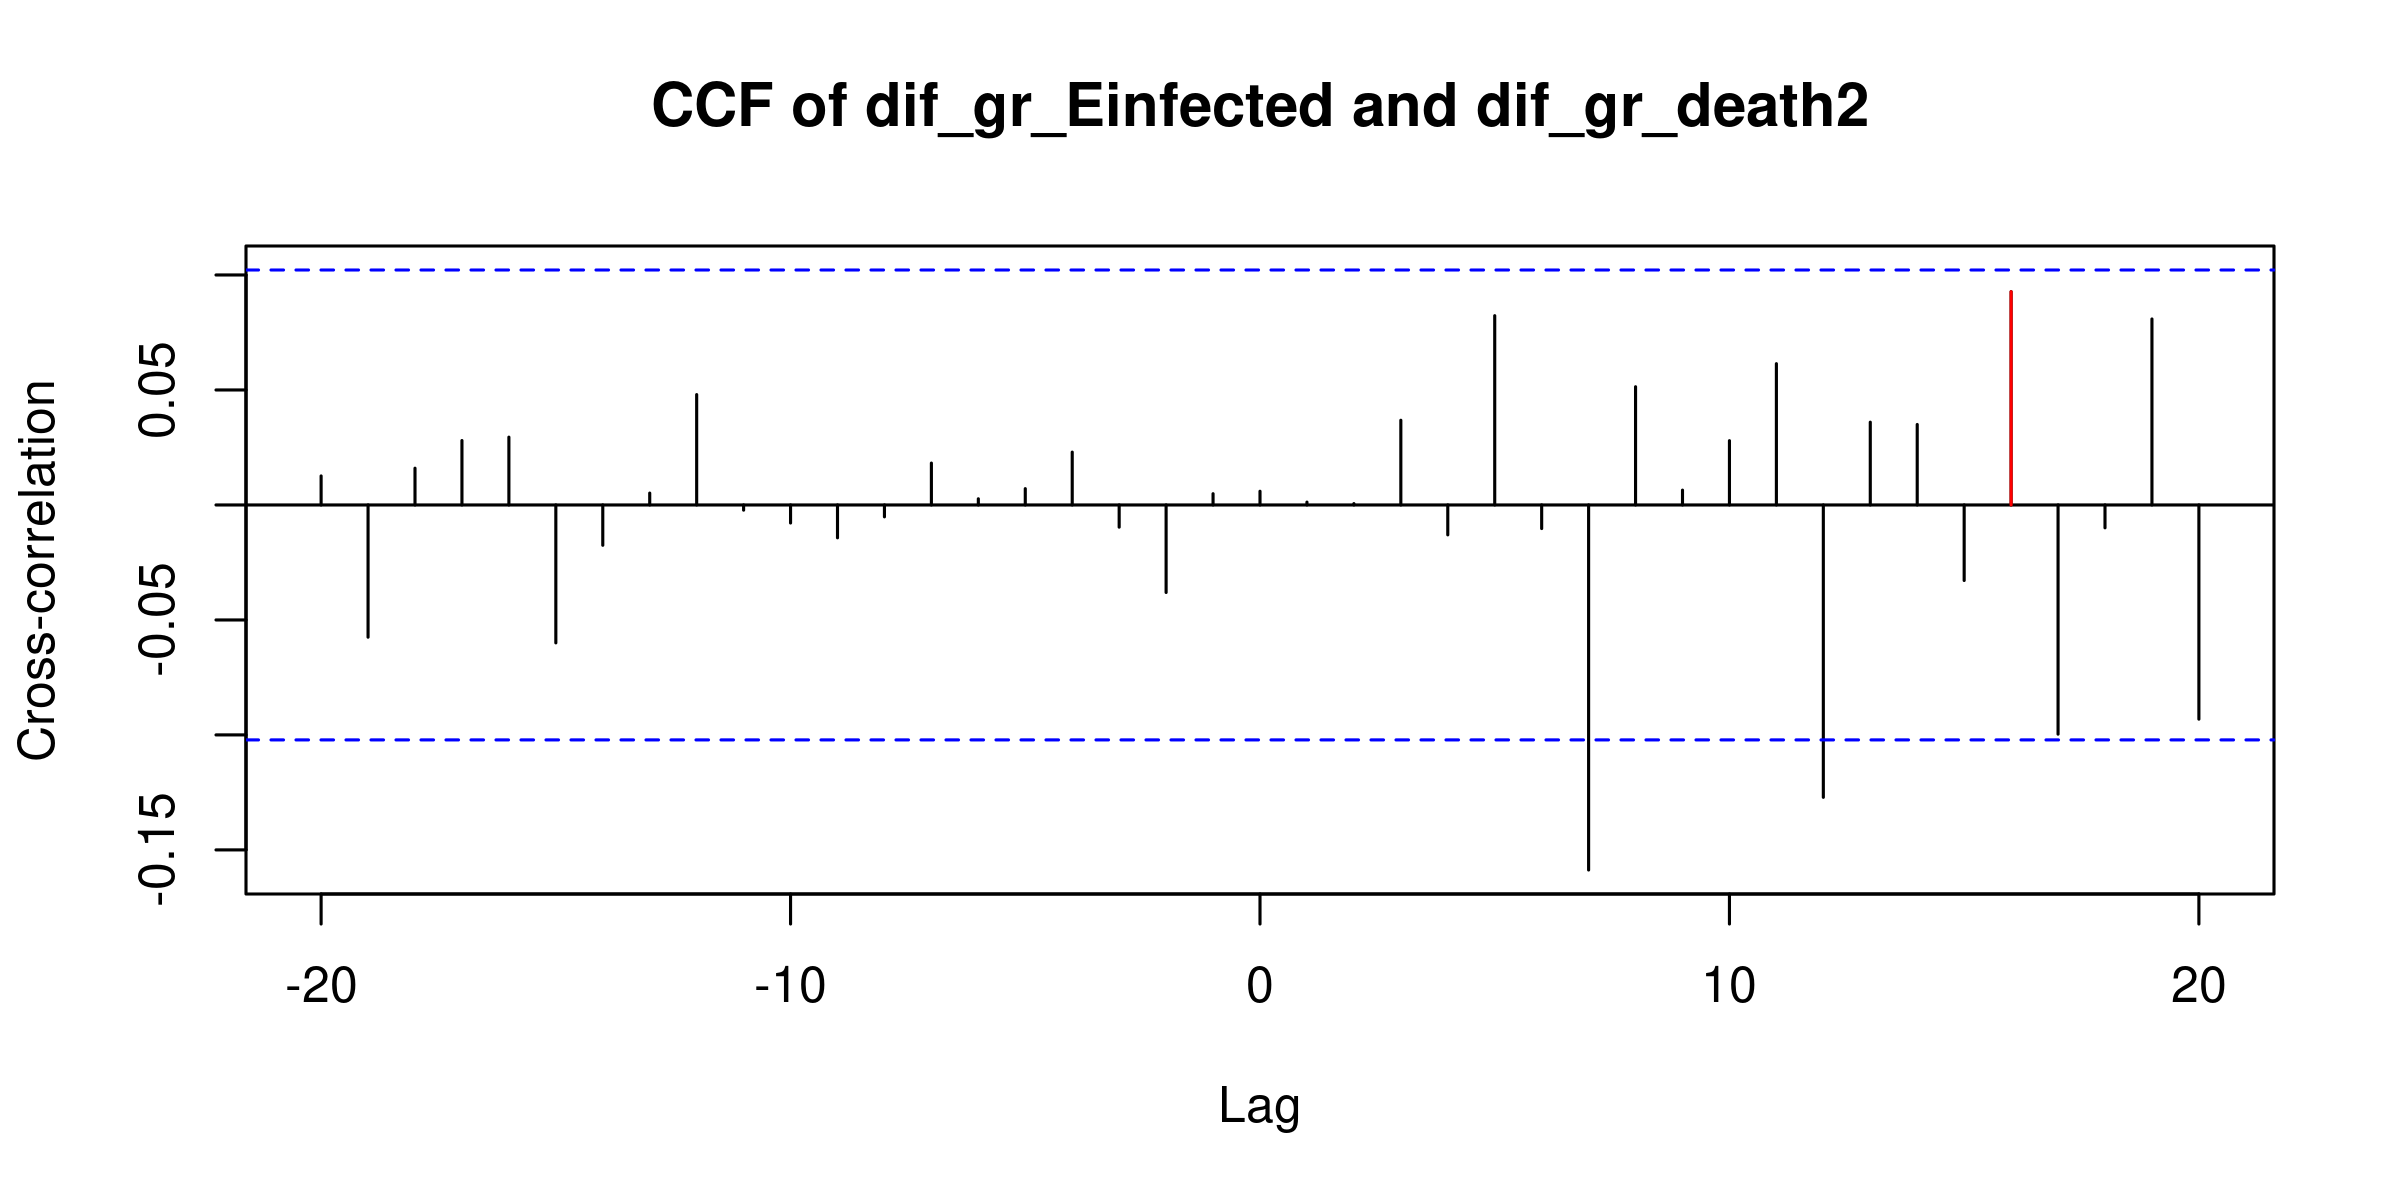 CCF of dif_gr_Einfected and dif_gr_death2
Cross-correlation
0.05
-0.05
-0.15
-20 -10 0 10 20
Lag